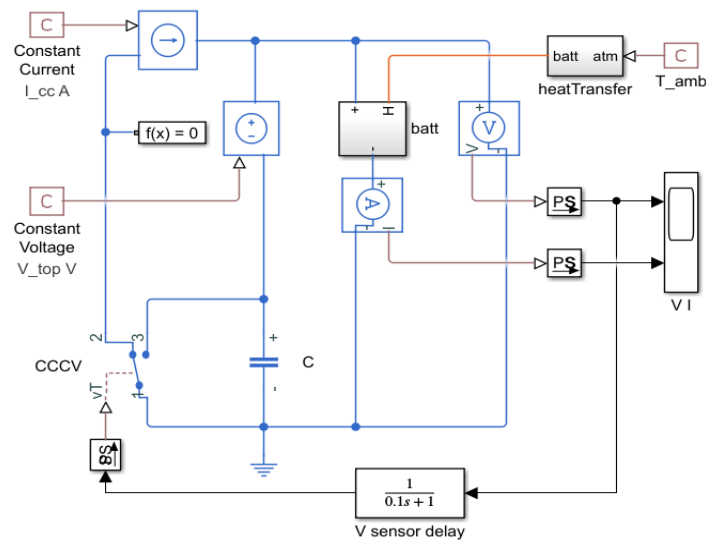 C
Constant
Current
I_cc A
f(x) = 0
+
-
+
H
-
batt
batt atm
heatTransfer
C
T_amb
+
V
-
V
C
Constant
Voltage
V_top V
+
A
-
I
PS
PS
V I
2
3
CCCV
vT
1
+
C
-
PS
1
0.1s + 1
V sensor delay